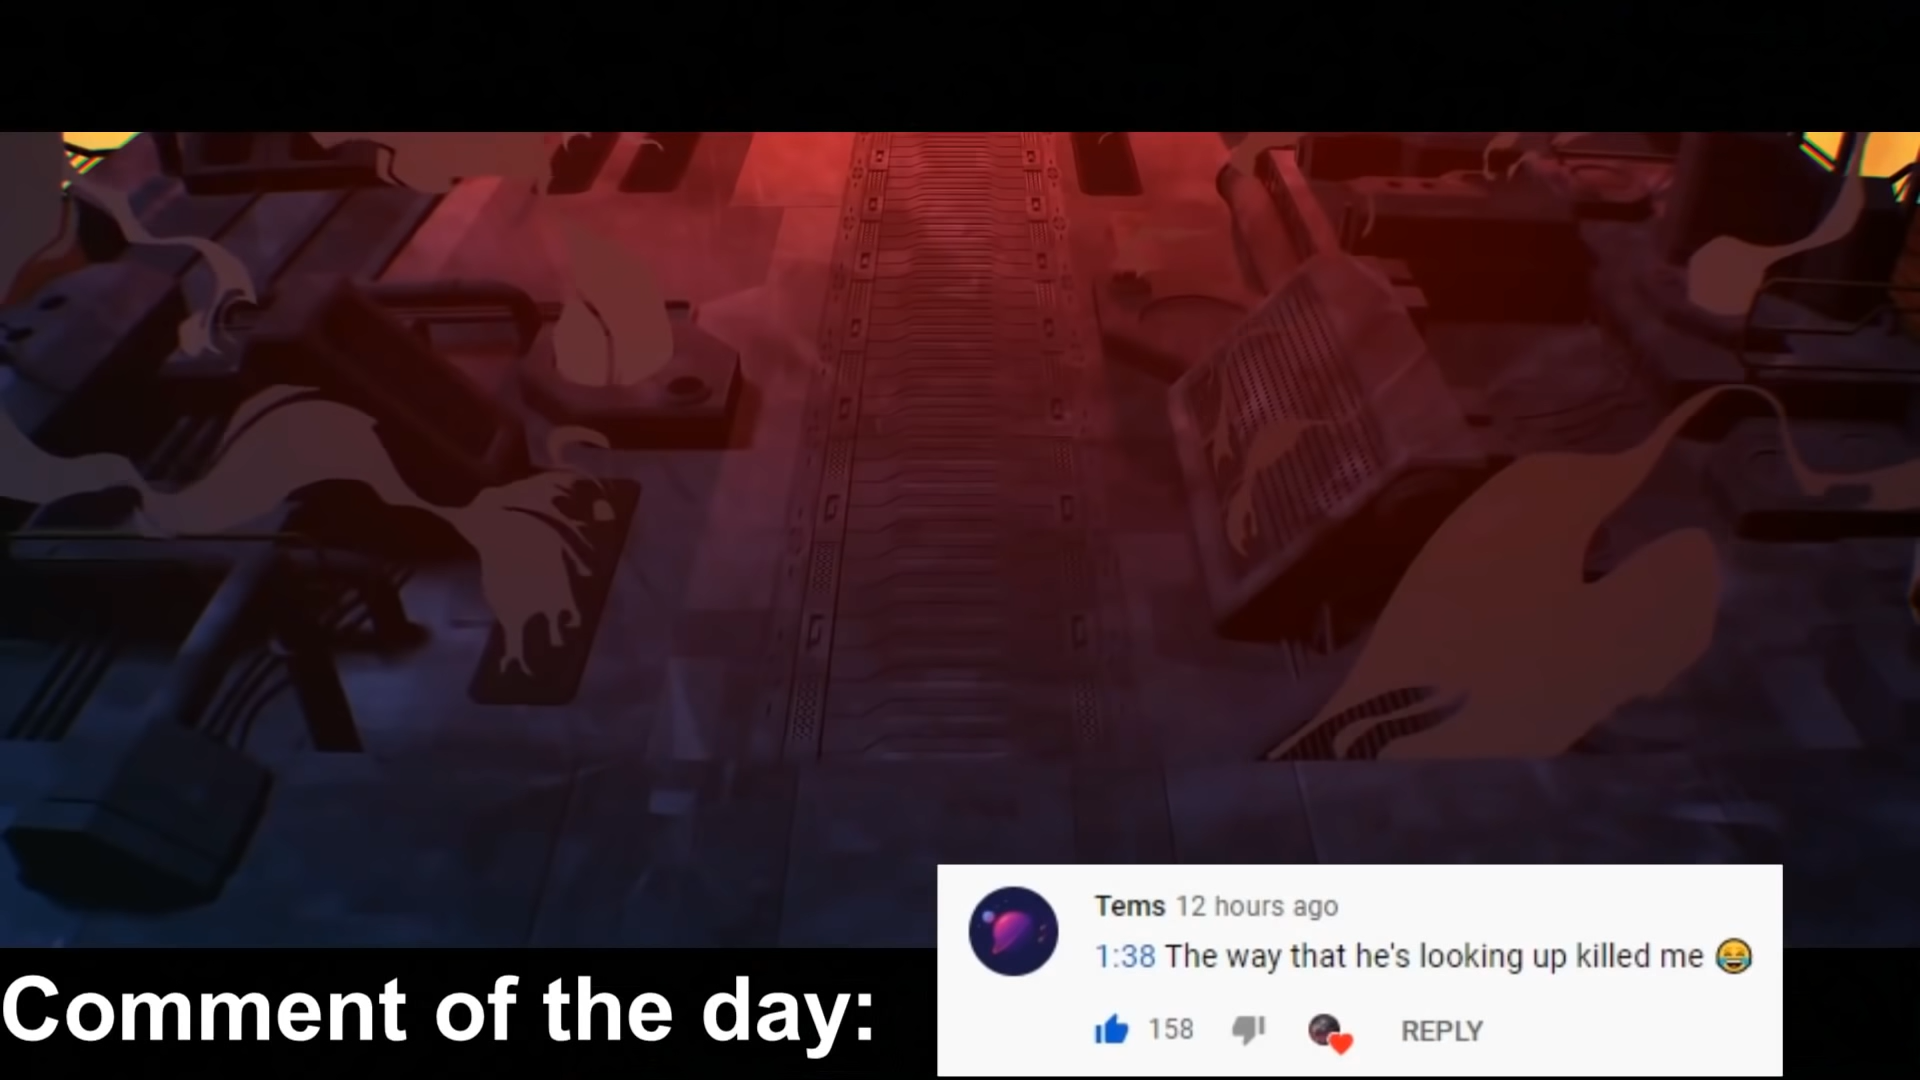 Tems 12 hours ago
1:38 The way that he's looking up killed me 😂
158 REPLY
Comment of the day: